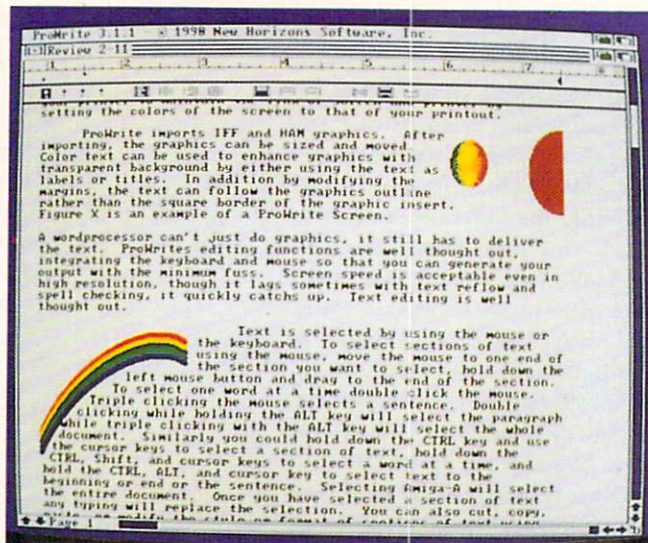 ProWrite 3.1.1 - © 1990 New Horizons Software, Inc.
Review 2-11
1 2 3 4 5 6 7 8
setting the colors of the screen to that of your printout.
ProWrite imports IFF and HAM graphics. After
importing, the graphics can be sized and moved.
Color text can be used to enhance graphics with
transparent background by either using the text as
labels or titles. In addition by modifying the
margins, the text can follow the graphics outline
rather than the square border of the graphic insert.
Figure X is an example of a ProWrite Screen.
A wordprocessor can't just do graphics, it still has to deliver
the text. ProWrites editing functions are well thought out,
integrating the keyboard and mouse so that you can generate your
output with the minimum fuss. Screen speed is acceptable even in
high resolution, though it lags sometimes with text reflow and
spell checking, it quickly catchs up. Text editing is well
thought out.
Text is selected by using the mouse or
the keyboard. To select sections of text
using the mouse, move the mouse to one end of
the section you want to select, hold down the
left mouse button and drag to the end of the section.
To select one word at a time double click the mouse.
Triple clicking the mouse selects a sentence. Double
clicking while holding the ALT key will select the paragraph
while triple clicking with the ALT key will select the whole
document. Similarly you could hold down the CTRL key and use
the cursor keys to select a section of text, hold down the
CTRL, Shift, and cursor keys to select a word at a time, and
hold the CTRL, ALT, and cursor key to select text to the
beginning or end or the sentence. Selecting Amiga-A will select
the entire document. Once you have selected a section of text
any typing will replace the selection. You can also cut, copy,
Page 1